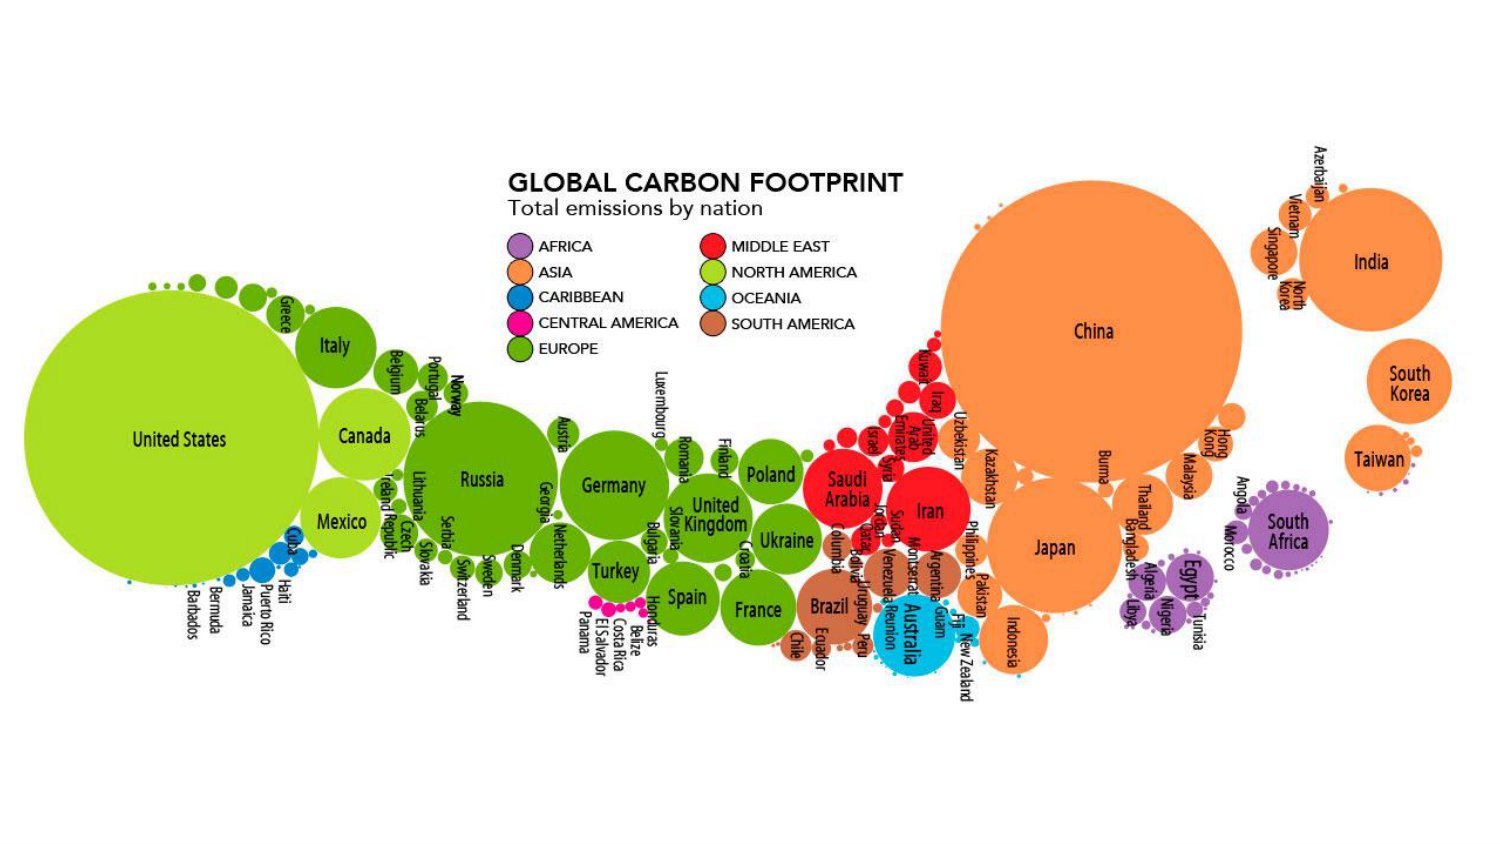 GLOBAL CARBON FOOTPRINT
Total emissions by nation
AFRICA
ASIA
CARIBBEAN
CENTRAL AMERICA
EUROPE
MIDDLE EAST
NORTH AMERICA
OCEANIA
SOUTH AMERICA
United States
Greece
Italy
Canada
Mexico
Cuba
Haiti
Puerto Rico
Jamaica
Bermuda
Barbados
Belgium
Portugal
Norway
Belarus
Russia
Ireland
Lithuania
Czech
Republic
Slovakia
Serbia
Switzerland
Sweden
Denmark
Georgia
Netherlands
Austria
Germany
Turkey
Luxembourg
Romania
Finland
Poland
United
Kingdom
Slovania
Bulgaria
Croatia
Ukraine
Spain
France
Panama
El Salvador
Costa Rica
Belize
Honduras
Kuwait
Iraq
United
Arab
Emirates
Israel
Syria
Saudi
Arabia
Iran
Jordan
Qatar
Sudan
Columbia
Bolivia
Venezuela
Montserrat
Argentina
Brazil
Uruguay
Chile
Ecuador
Peru
Reunion
Australia
Guam
Fiji
New Zealand
China
Uzbekistan
Kazakhstan
Philippines
Pakistan
Indonesia
Japan
Burma
Thailand
Bangladesh
Malaysia
Hong
Kong
Azerbaijan
Vietnam
Singapore
North
Korea
India
South
Korea
Taiwan
Angola
Morocco
South
Africa
Algeria
Egypt
Libya
Nigeria
Tunisia